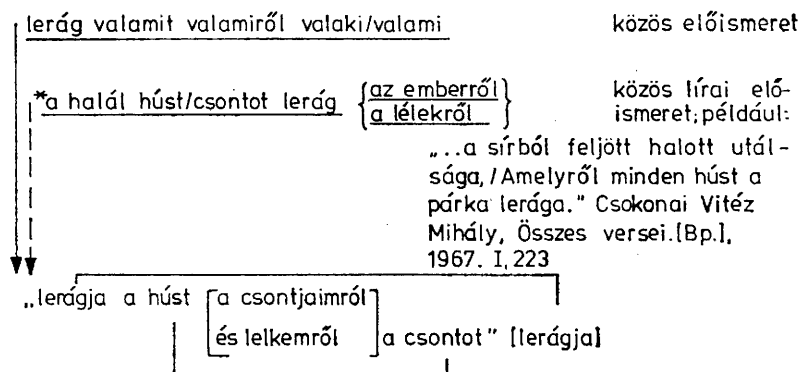 lerág valamit valamiről valaki/valami közös előismeret
*a halál húst/csontot lerág {az emberről közös lírai elő-
a lélekről} ismeret; például:
„...a sírból feljött halott utál-
sága, / Amelyről minden húst a
párka lerága.” Csokonai Vitéz
Mihály, Összes versei. [Bp.],
1967. I, 223
„lerágja a húst [a csontjaimról
és lelkemről] a csontot” [lerágja]